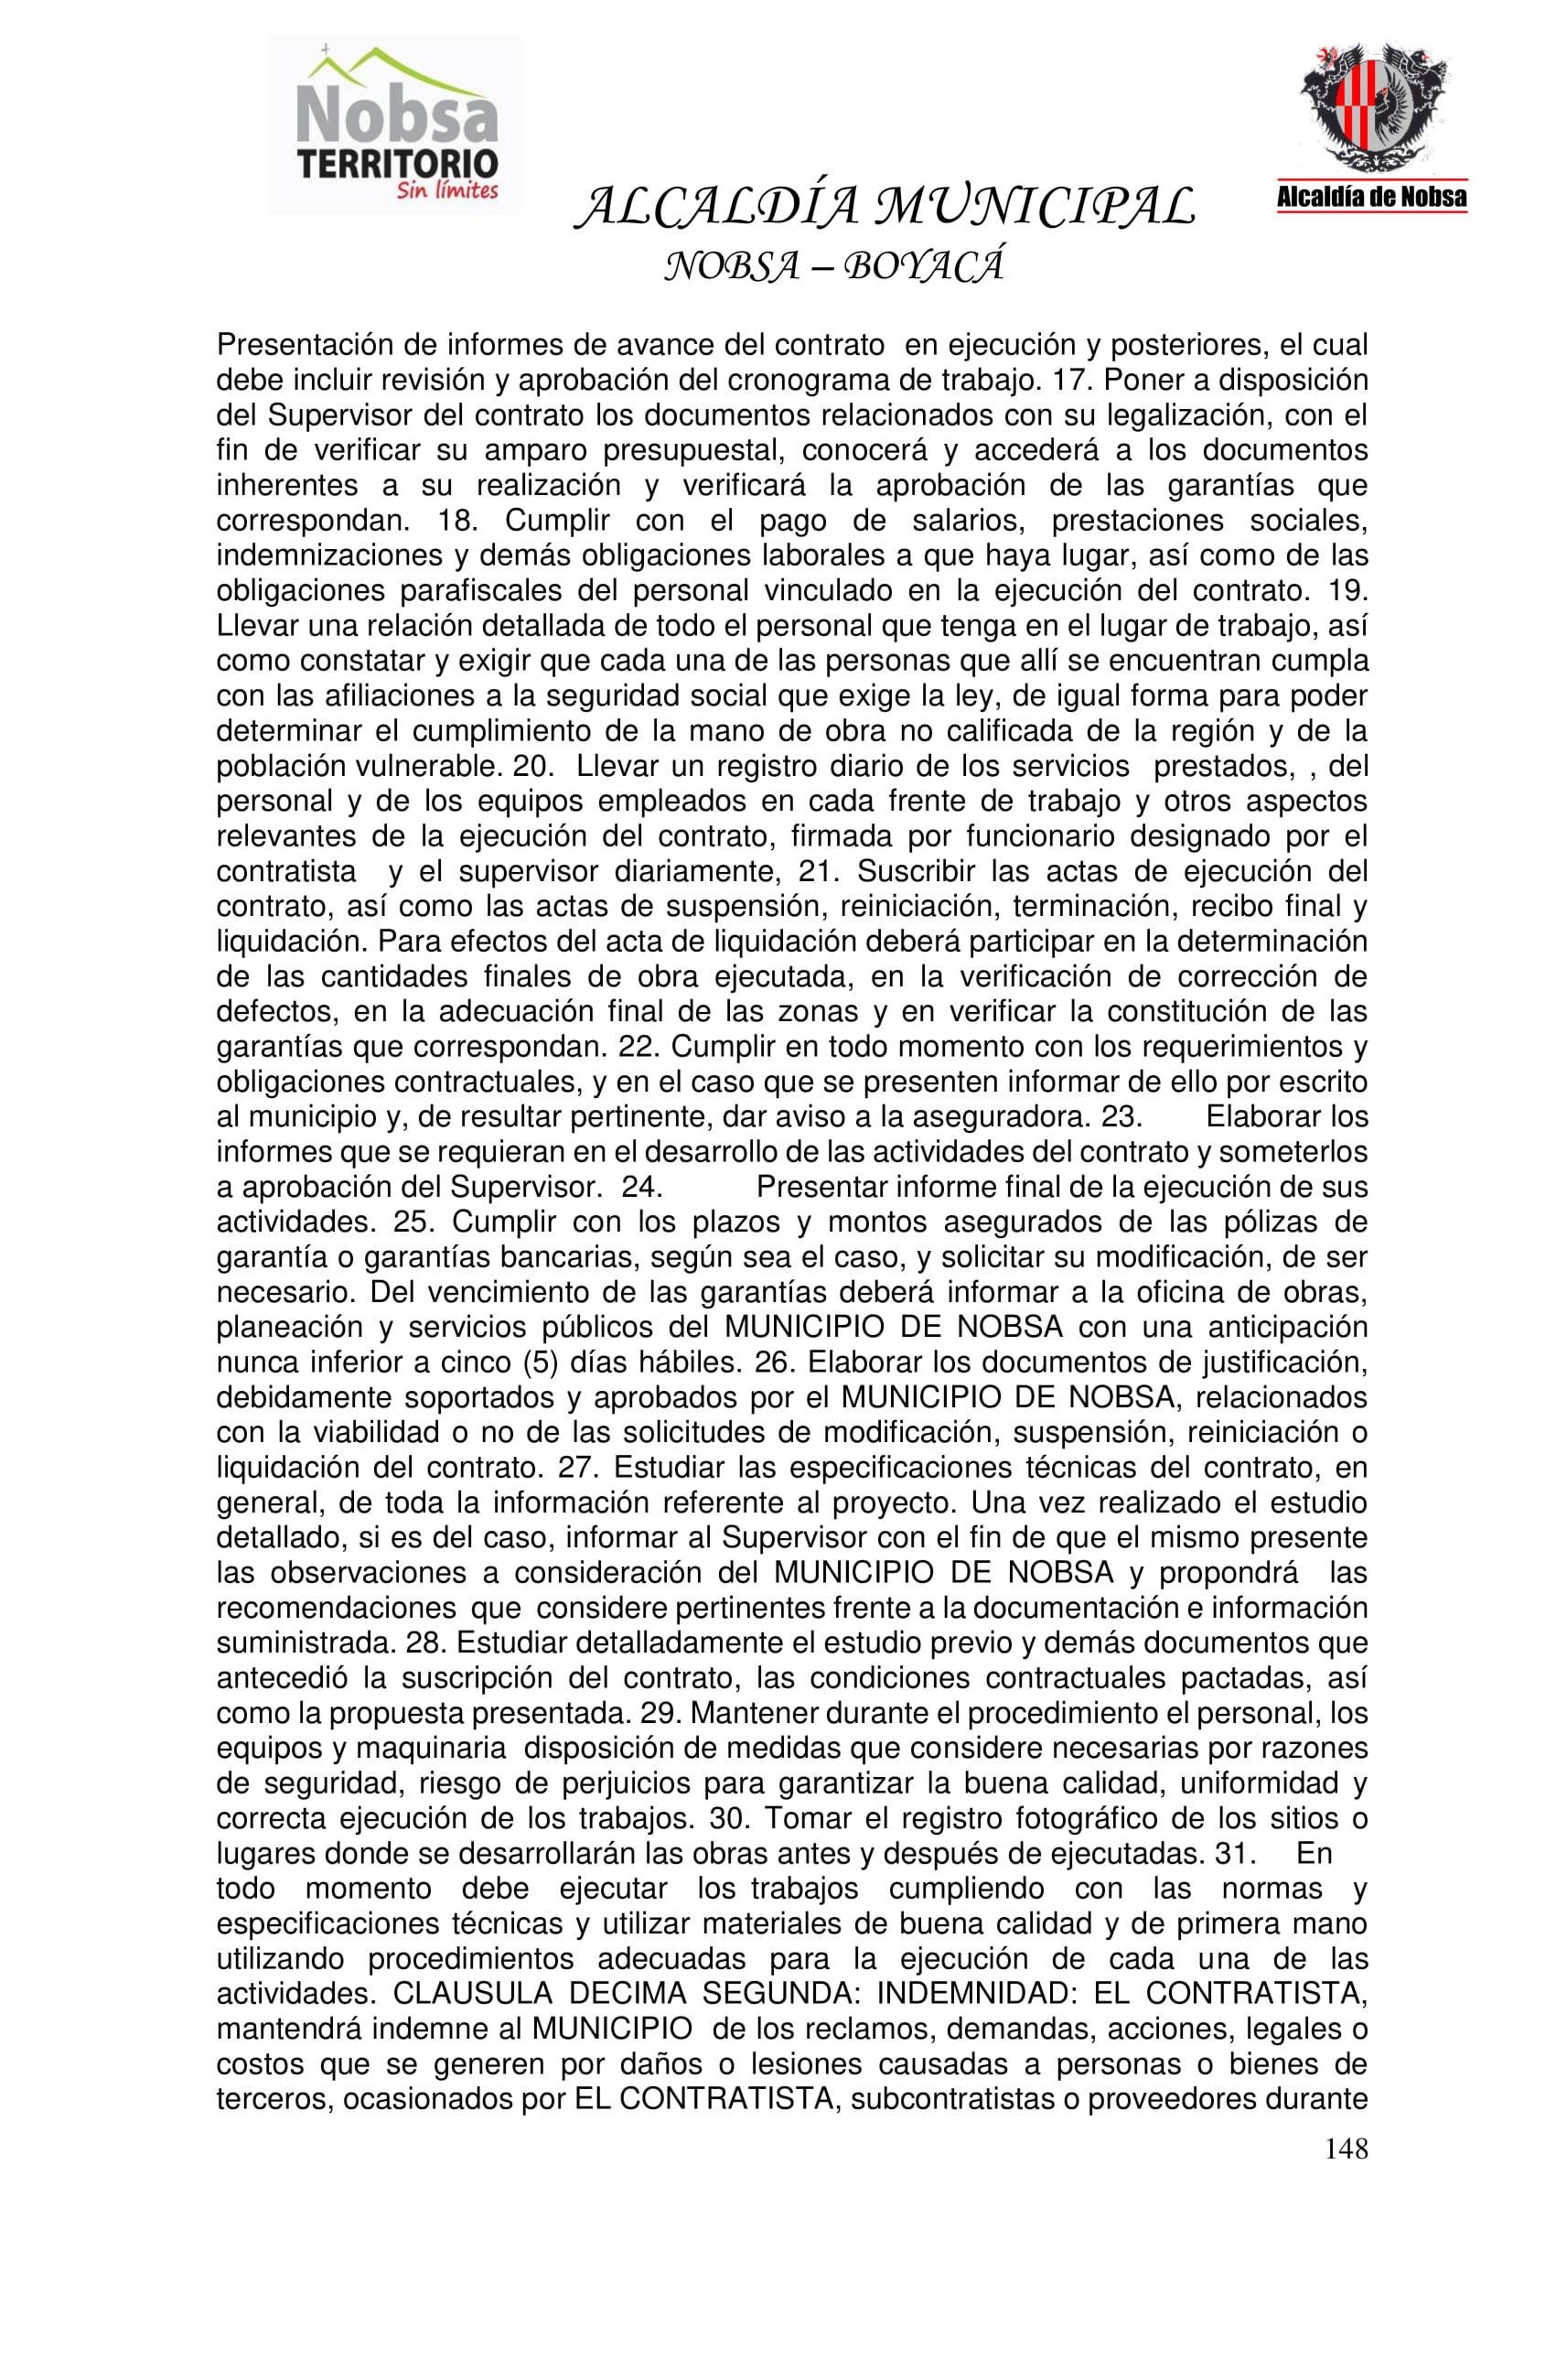 Nobsa
TERRITORIO
Sin límites
Alcaldía de Nobsa
ALCALDÍA MUNICIPAL
NOBSA – BOYACÁ
Presentación de informes de avance del contrato en ejecución y posteriores, el cual
debe incluir revisión y aprobación del cronograma de trabajo. 17. Poner a disposición
del Supervisor del contrato los documentos relacionados con su legalización, con el
fin de verificar su amparo presupuestal, conocerá y accederá a los documentos
inherentes a su realización y verificará la aprobación de las garantías que
correspondan. 18. Cumplir con el pago de salarios, prestaciones sociales,
indemnizaciones y demás obligaciones laborales a que haya lugar, así como de las
obligaciones parafiscales del personal vinculado en la ejecución del contrato. 19.
Llevar una relación detallada de todo el personal que tenga en el lugar de trabajo, así
como constatar y exigir que cada una de las personas que allí se encuentran cumpla
con las afiliaciones a la seguridad social que exige la ley, de igual forma para poder
determinar el cumplimiento de la mano de obra no calificada de la región y de la
población vulnerable. 20. Llevar un registro diario de los servicios prestados, , del
personal y de los equipos empleados en cada frente de trabajo y otros aspectos
relevantes de la ejecución del contrato, firmada por funcionario designado por el
contratista y el supervisor diariamente, 21. Suscribir las actas de ejecución del
contrato, así como las actas de suspensión, reiniciación, terminación, recibo final y
liquidación. Para efectos del acta de liquidación deberá participar en la determinación
de las cantidades finales de obra ejecutada, en la verificación de corrección de
defectos, en la adecuación final de las zonas y en verificar la constitución de las
garantías que correspondan. 22. Cumplir en todo momento con los requerimientos y
obligaciones contractuales, y en el caso que se presenten informar de ello por escrito
al municipio y, de resultar pertinente, dar aviso a la aseguradora. 23. Elaborar los
informes que se requieran en el desarrollo de las actividades del contrato y someterlos
a aprobación del Supervisor. 24. Presentar informe final de la ejecución de sus
actividades. 25. Cumplir con los plazos y montos asegurados de las pólizas de
garantía o garantías bancarias, según sea el caso, y solicitar su modificación, de ser
necesario. Del vencimiento de las garantías deberá informar a la oficina de obras,
planeación y servicios públicos del MUNICIPIO DE NOBSA con una anticipación
nunca inferior a cinco (5) días hábiles. 26. Elaborar los documentos de justificación,
debidamente soportados y aprobados por el MUNICIPIO DE NOBSA, relacionados
con la viabilidad o no de las solicitudes de modificación, suspensión, reiniciación o
liquidación del contrato. 27. Estudiar las especificaciones técnicas del contrato, en
general, de toda la información referente al proyecto. Una vez realizado el estudio
detallado, si es del caso, informar al Supervisor con el fin de que el mismo presente
las observaciones a consideración del MUNICIPIO DE NOBSA y propondrá las
recomendaciones que considere pertinentes frente a la documentación e información
suministrada. 28. Estudiar detalladamente el estudio previo y demás documentos que
antecedió la suscripción del contrato, las condiciones contractuales pactadas, así
como la propuesta presentada. 29. Mantener durante el procedimiento el personal, los
equipos y maquinaria disposición de medidas que considere necesarias por razones
de seguridad, riesgo de perjuicios para garantizar la buena calidad, uniformidad y
correcta ejecución de los trabajos. 30. Tomar el registro fotográfico de los sitios o
lugares donde se desarrollarán las obras antes y después de ejecutadas. 31. En
todo momento debe ejecutar los trabajos cumpliendo con las normas y
especificaciones técnicas y utilizar materiales de buena calidad y de primera mano
utilizando procedimientos adecuadas para la ejecución de cada una de las
actividades. CLAUSULA DECIMA SEGUNDA: INDEMNIDAD: EL CONTRATISTA,
mantendrá indemne al MUNICIPIO de los reclamos, demandas, acciones, legales o
costos que se generen por daños o lesiones causadas a personas o bienes de
terceros, ocasionados por EL CONTRATISTA, subcontratistas o proveedores durante
148